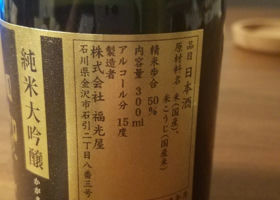 品目 日本酒
原材料名 米(国産)、米こうじ(国産米)
精米歩合 50%
内容量 300ml
アルコール分 15度
製造者
株式会社 福光屋
石川県金沢市石引二丁目八番三号
純米大吟醸